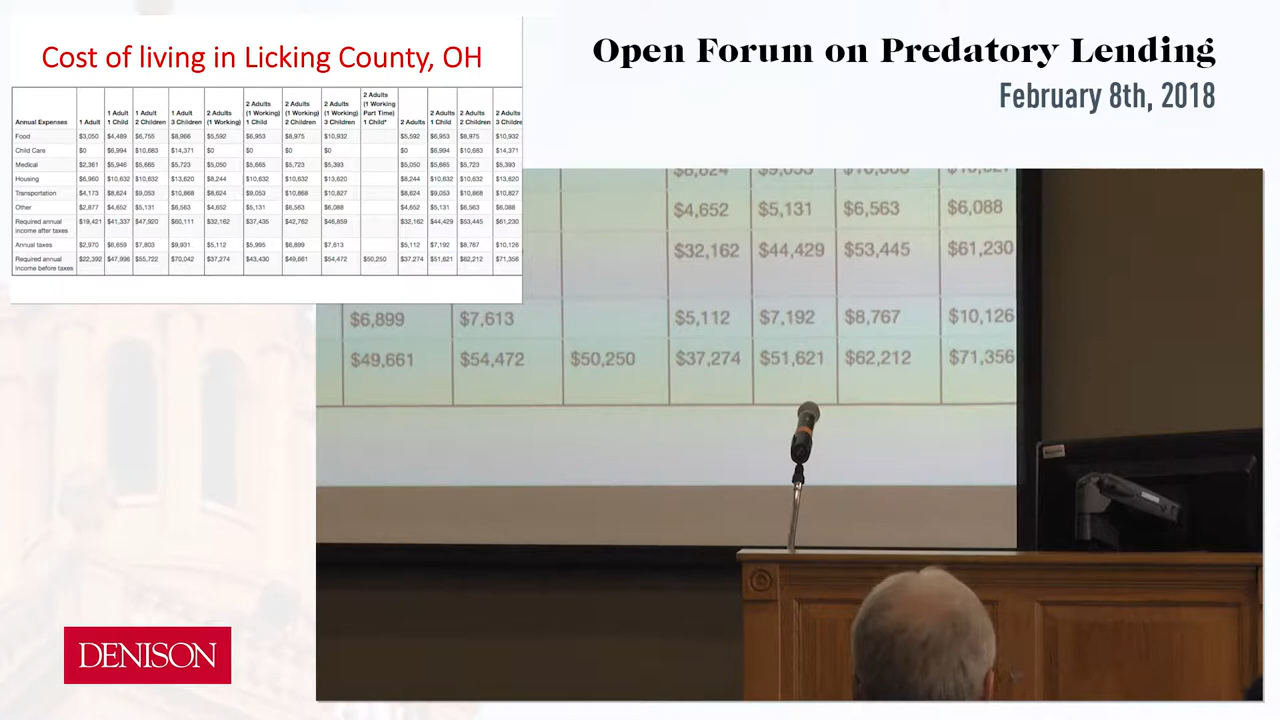 Cost of living in Licking County, OH
Annual Expenses 1 Adult 1 Adult 1 Child 1 Adult 2 Children 1 Adult 3 Children 2 Adults (1 Working) 2 Adults (1 Working) 1 Child 2 Adults (1 Working) 2 Children 2 Adults (1 Working) 3 Children 2 Adults (1 Working Part Time) 1 Child* 2 Adults 2 Adults 1 Child 2 Adults 2 Children 2 Adults 3 Childre
Food $3,050 $4,489 $6,755 $8,966 $5,592 $6,953 $8,975 $10,932 $5,592 $6,953 $8,975 $10,932
Child Care $0 $6,994 $10,683 $14,371 $0 $0 $0 $0 $0 $6,994 $10,683 $14,371
Medical $2,361 $5,946 $5,665 $5,723 $5,050 $5,665 $5,723 $5,393 $5,050 $5,665 $5,723 $5,393
Housing $6,960 $10,632 $10,632 $13,620 $8,244 $10,632 $10,632 $13,620 $8,244 $10,632 $10,632 $13,620
Transportation $4,173 $8,624 $9,053 $10,868 $8,624 $9,053 $10,868 $10,827 $8,624 $9,053 $10,868 $10,827
Other $2,877 $4,652 $5,131 $6,563 $4,652 $5,131 $6,563 $6,088 $4,652 $5,131 $6,563 $6,088
Required annual income after taxes $19,421 $41,337 $47,920 $60,111 $32,162 $37,435 $42,762 $46,859 $32,162 $44,429 $53,445 $61,230
Annual taxes $2,970 $6,659 $7,803 $9,931 $5,112 $5,995 $6,899 $7,613 $5,112 $7,192 $8,767 $10,126
Required annual income before taxes $22,392 $47,996 $55,722 $70,042 $37,274 $43,430 $49,661 $54,472 $50,250 $37,274 $51,621 $62,212 $71,356
Open Forum on Predatory Lending
February 8th, 2018
$4,652 $5,131 $6,563 $6,088
$32,162 $44,429 $53,445 $61,230
$6,899 $7,613 $5,112 $7,192 $8,767 $10,126
$49,661 $54,472 $50,250 $37,274 $51,621 $62,212 $71,356
DENISON